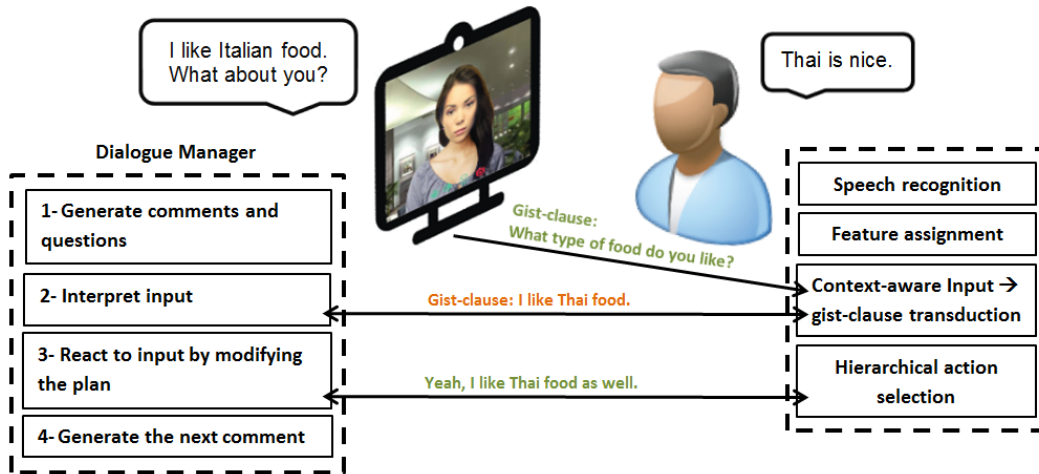 I like Italian food.
What about you?
Thai is nice.
Dialogue Manager
1- Generate comments and
questions
2- Interpret input
3- React to input by modifying
the plan
4- Generate the next comment
Gist-clause:
What type of food do you like?
Gist-clause: I like Thai food.
Yeah, I like Thai food as well.
Speech recognition
Feature assignment
Context-aware Input →
gist-clause transduction
Hierarchical action
selection